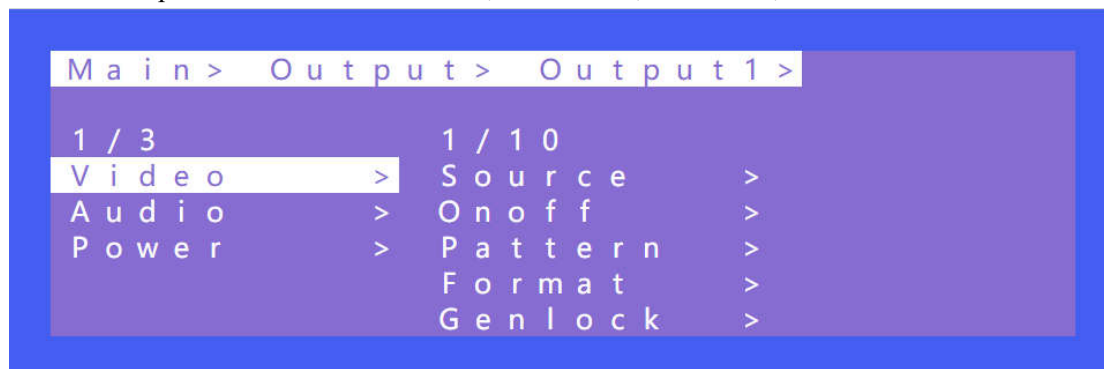 Main> Output> Output1>
1/3 1/10
Video > Source >
Audio > Onoff >
Power > Pattern >
Format >
Genlock >